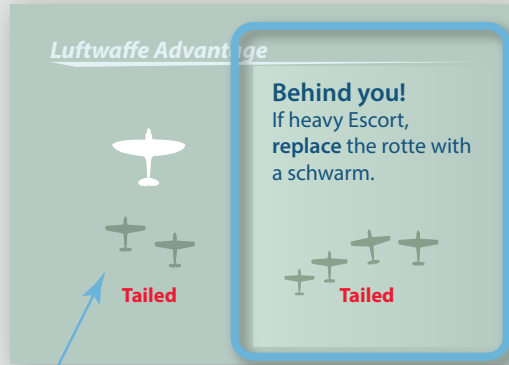 Luftwaffe Advantage
Behind you!
If heavy Escort,
replace the rotte with
a schwarm.
Tailed
Tailed